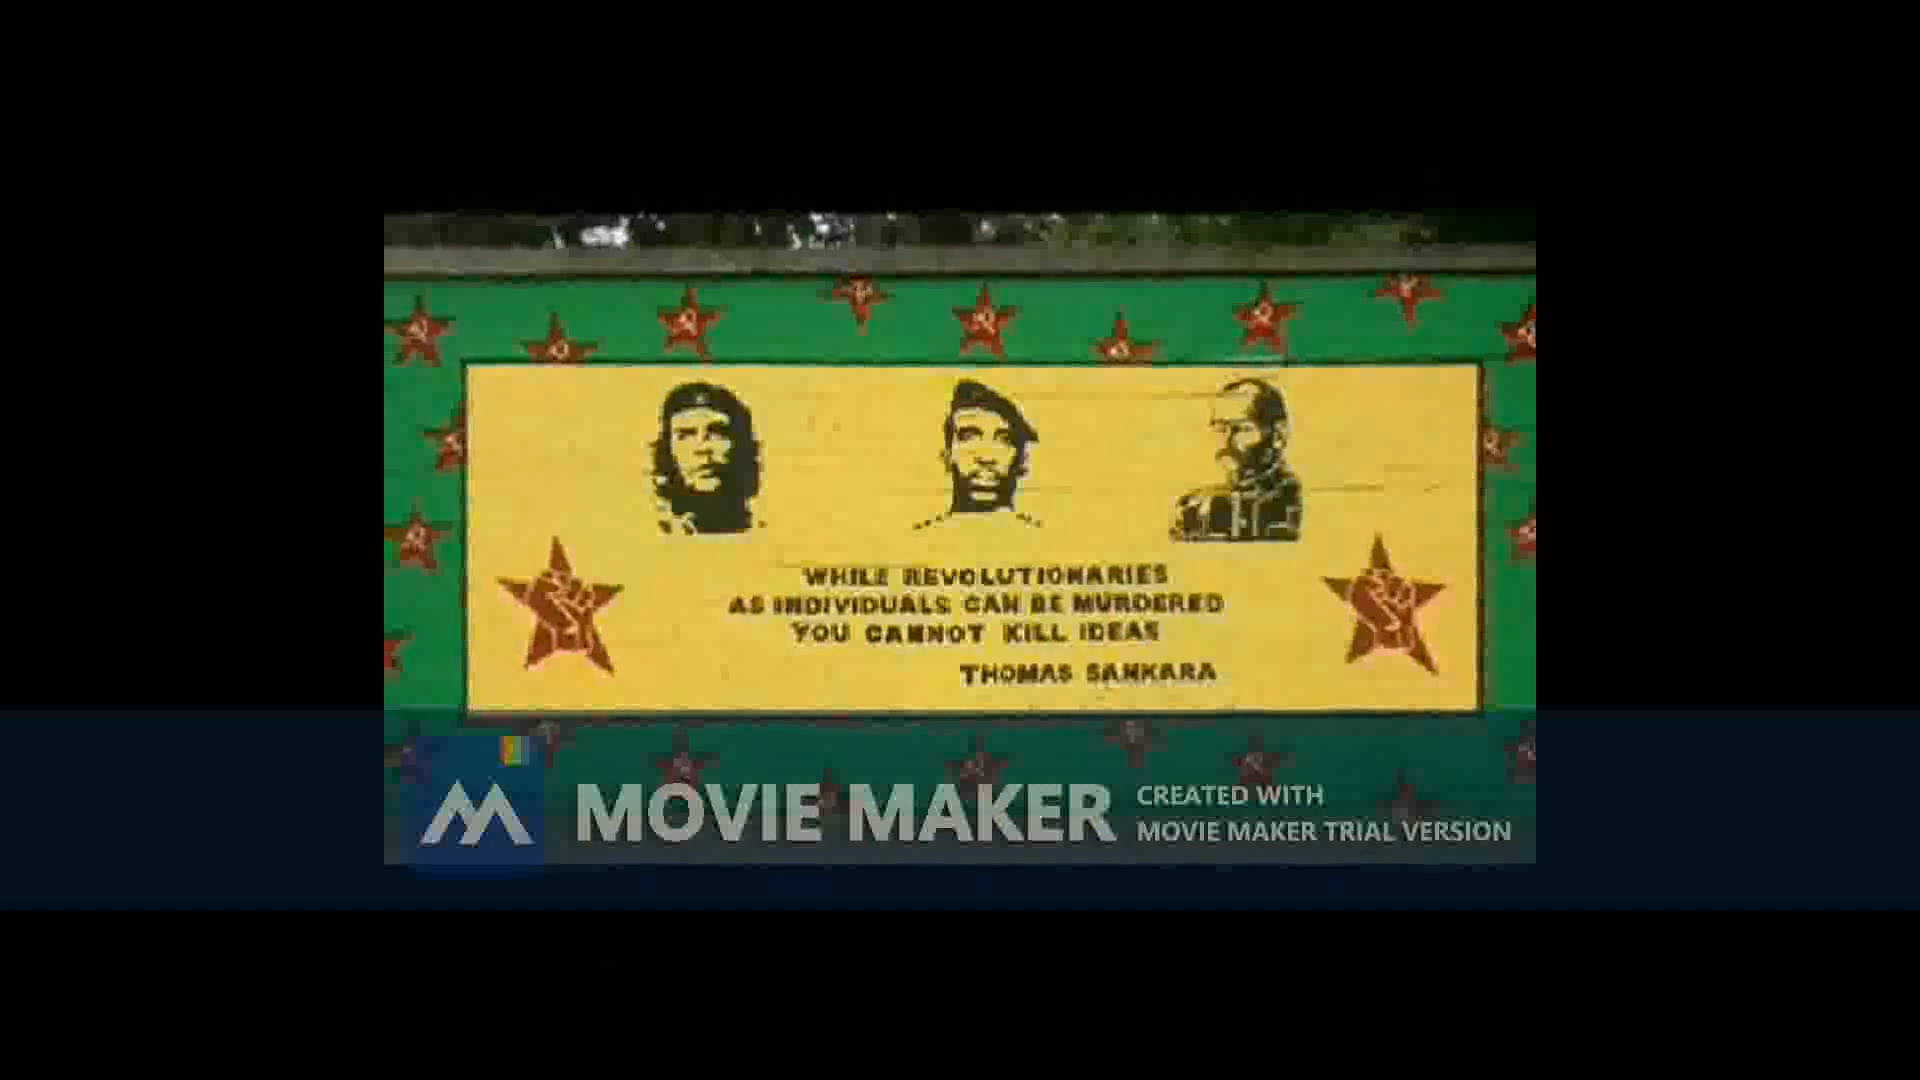 WHILE REVOLUTIONARIES
AS INDIVIDUALS CAN BE MURDERED
YOU CANNOT KILL IDEAS
THOMAS SANKARA
MOVIE MAKER
CREATED WITH
MOVIE MAKER TRIAL VERSION